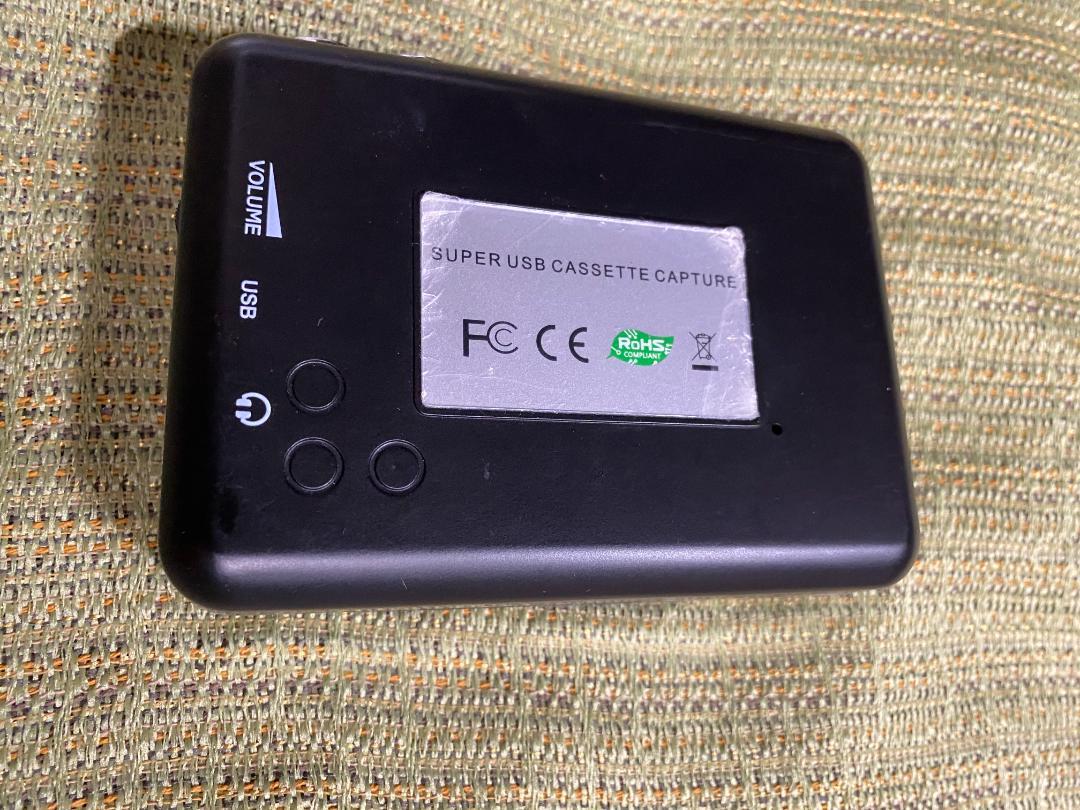 SUPER USB CASSETTE CAPTURE
FC CE RoHS
COMPLIANT
VOLUME
USB